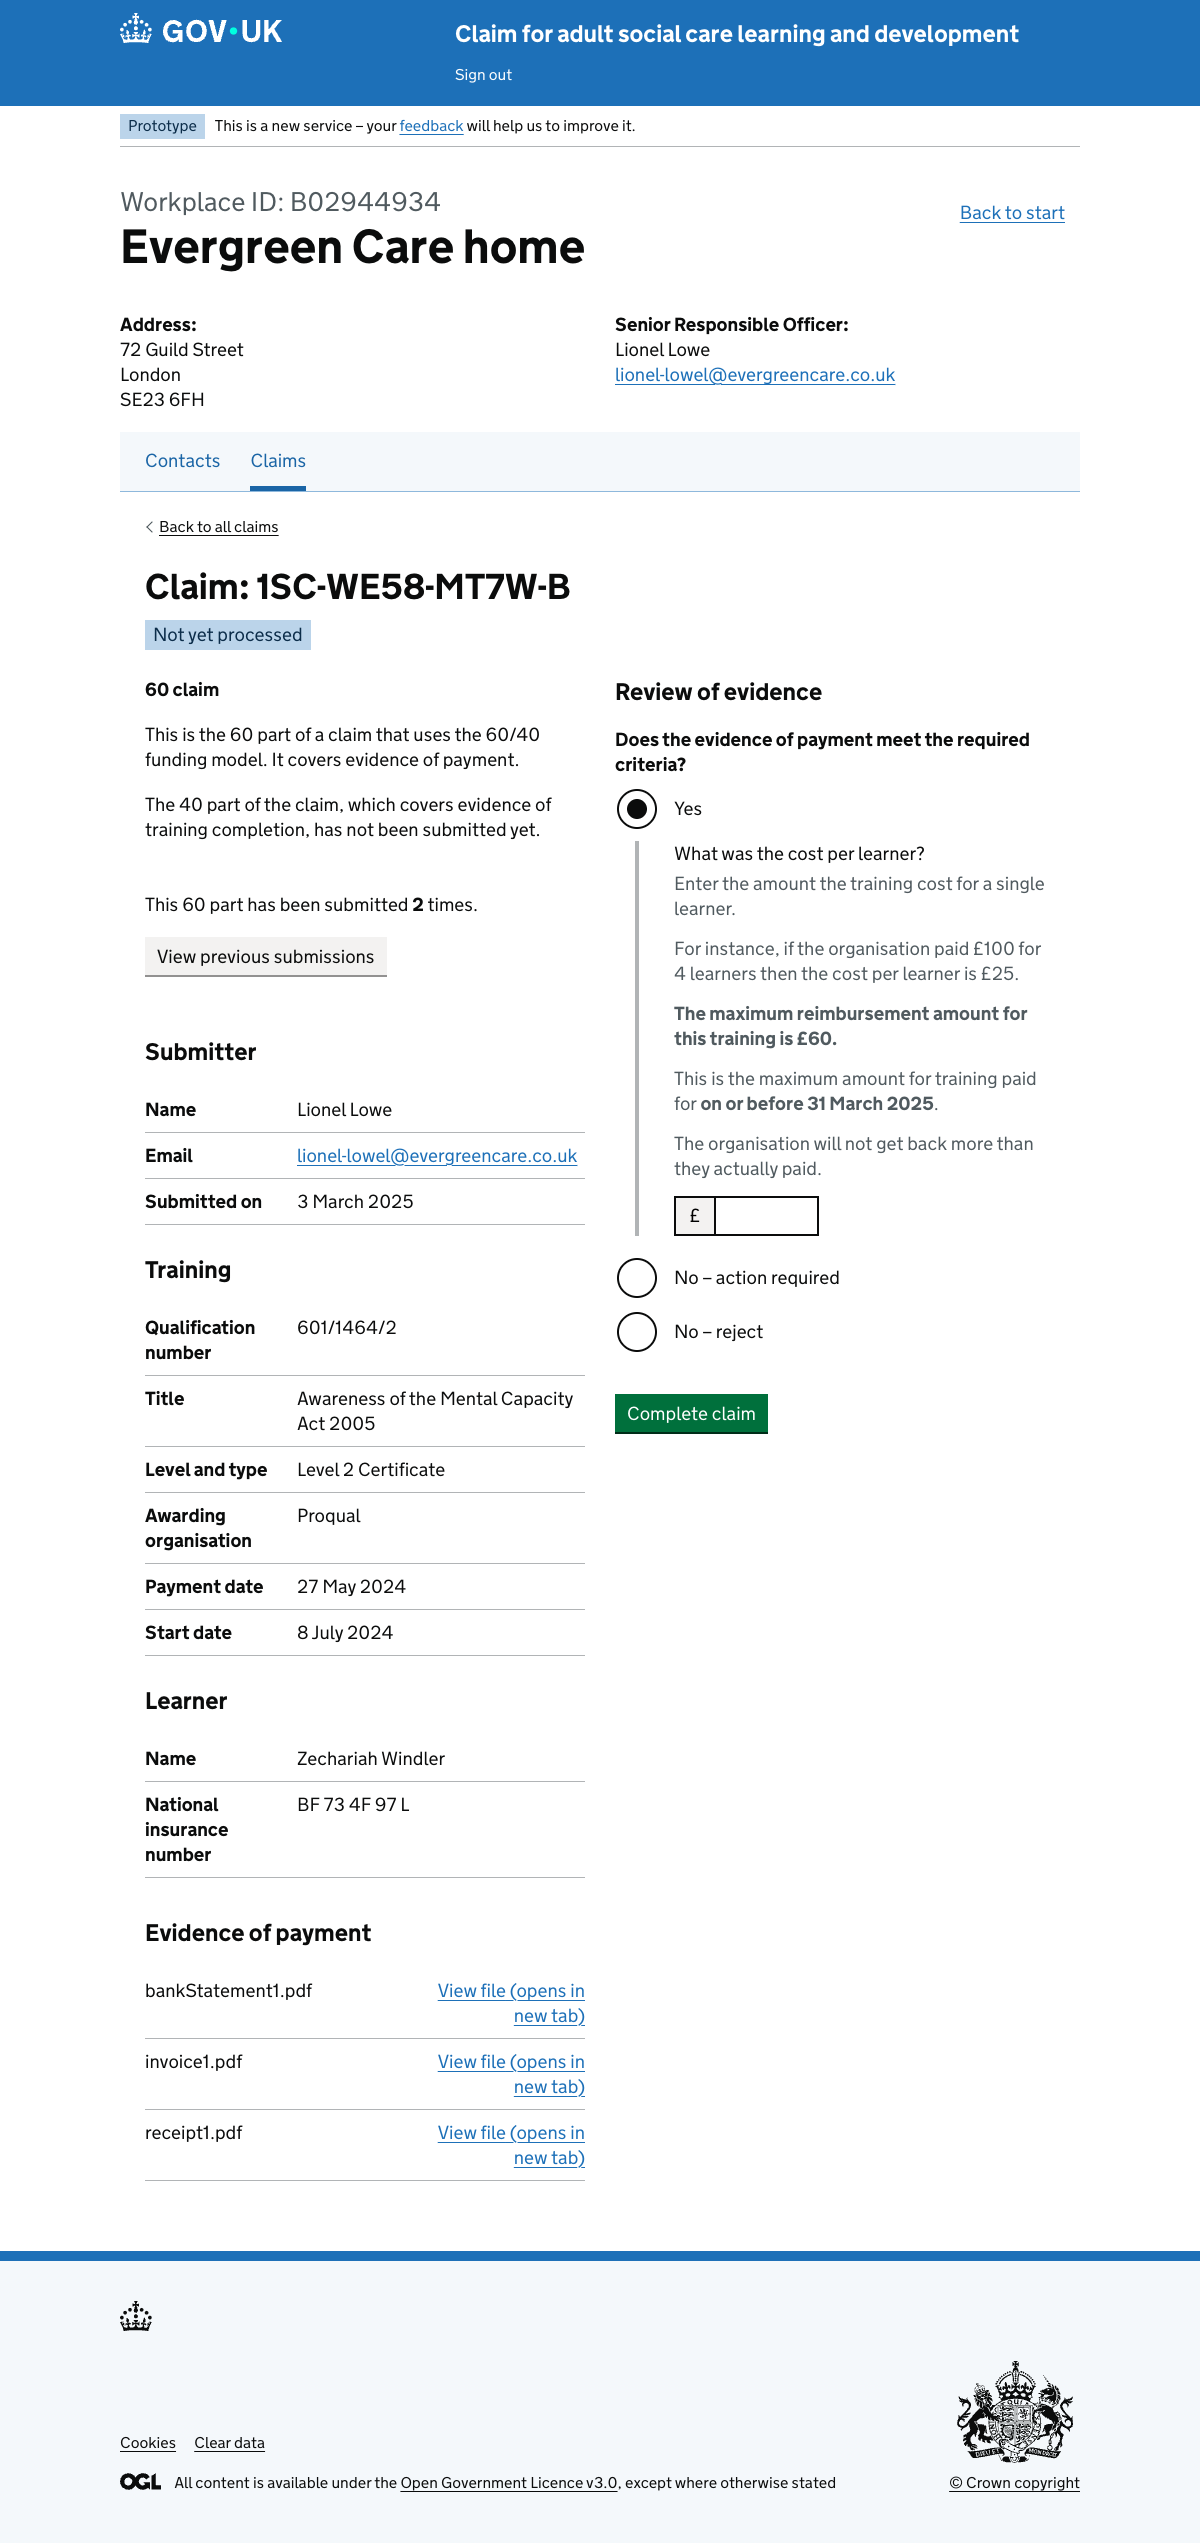 GOV·UK
Claim for adult social care learning and development
Sign out
Prototype This is a new service – your feedback will help us to improve it.
Workplace ID: B02944934
Evergreen Care home
Back to start
Address:
72 Guild Street
London
SE23 6FH
Senior Responsible Officer:
Lionel Lowe
lionel-lowel@evergreencare.co.uk
Contacts Claims
Back to all claims
Claim: 1SC-WE58-MT7W-B
Not yet processed
60 claim
This is the 60 part of a claim that uses the 60/40
funding model. It covers evidence of payment.
The 40 part of the claim, which covers evidence of
training completion, has not been submitted yet.
This 60 part has been submitted 2 times.
View previous submissions
Submitter
Name Lionel Lowe
Email lionel-lowel@evergreencare.co.uk
Submitted on 3 March 2025
Training
Qualification
number
601/1464/2
Title Awareness of the Mental Capacity
Act 2005
Level and type Level 2 Certificate
Awarding
organisation
Proqual
Payment date 27 May 2024
Start date 8 July 2024
Learner
Name Zechariah Windler
National
insurance
number
BF 73 4F 97 L
Evidence of payment
bankStatement1.pdf View file (opens in
new tab)
invoice1.pdf View file (opens in
new tab)
receipt1.pdf View file (opens in
new tab)
Review of evidence
Does the evidence of payment meet the required
criteria?
Yes
What was the cost per learner?
Enter the amount the training cost for a single
learner.
For instance, if the organisation paid £100 for
4 learners then the cost per learner is £25.
The maximum reimbursement amount for
this training is £60.
This is the maximum amount for training paid
for on or before 31 March 2025.
The organisation will not get back more than
they actually paid.
£
No – action required
No – reject
Complete claim
Cookies Clear data
OGL All content is available under the Open Government Licence v3.0, except where otherwise stated
© Crown copyright